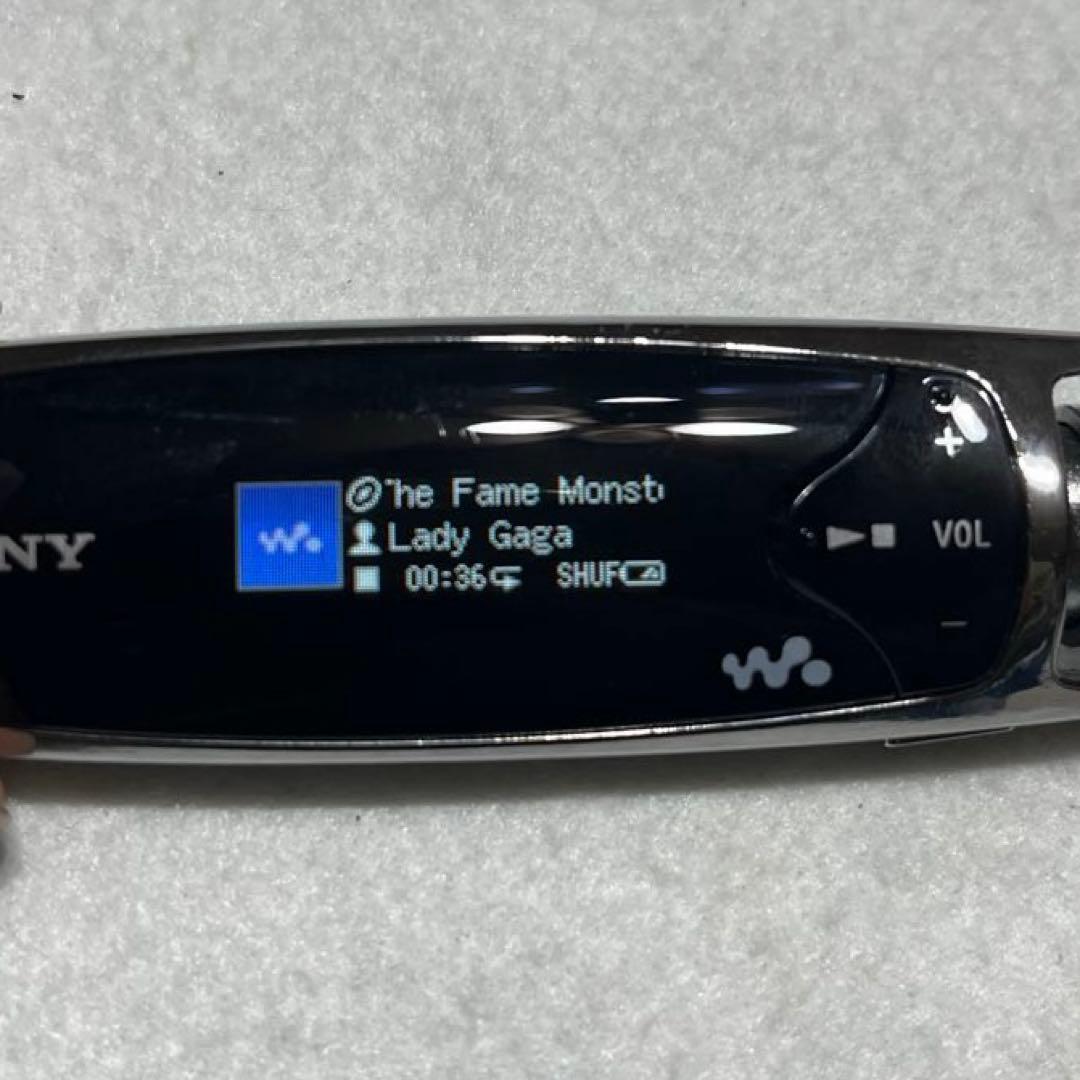 NY
he Fame Monst
Lady Gaga
00:36 SHUF
VOL
+
-